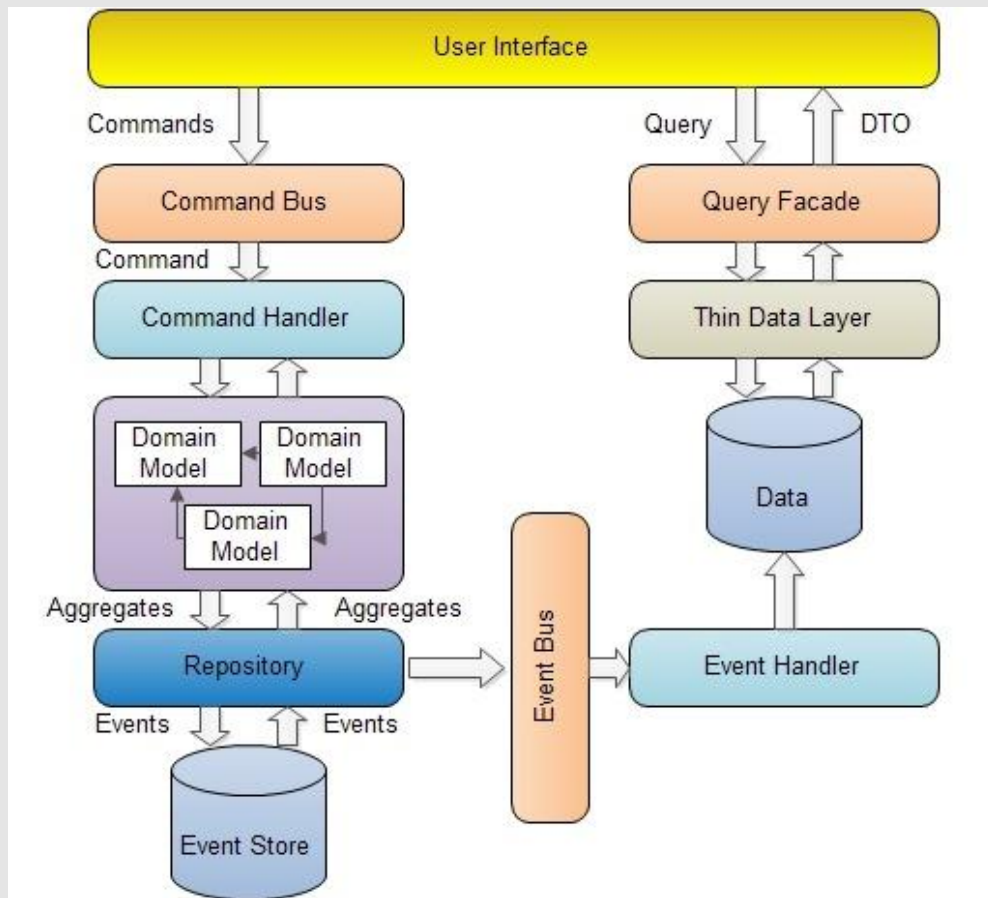 User Interface
Commands
Query
DTO
Command Bus
Query Facade
Command
Command Handler
Thin Data Layer
Domain
Model
Domain
Model
Domain
Model
Data
Aggregates
Aggregates
Repository
Event Bus
Event Handler
Events
Events
Event Store